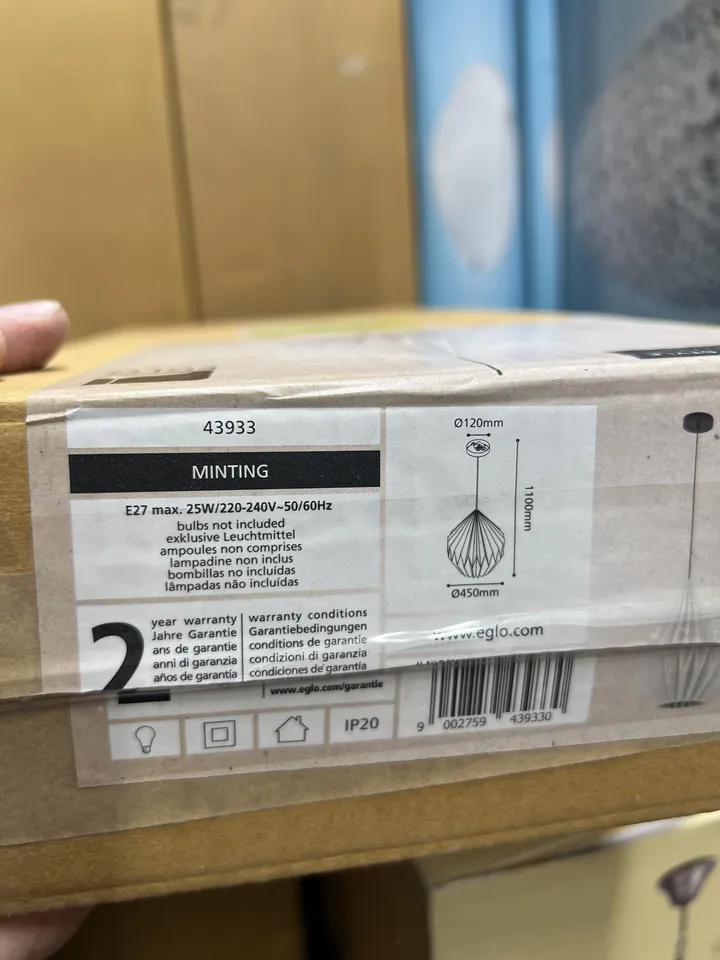 43933
MINTING
E27 max. 25W/220-240V~50/60Hz
bulbs not included
exklusive Leuchtmittel
ampoules non comprises
lampadine non inclus
bombillas no incluídas
lâmpadas não incluídas
Ø120mm
1100mm
Ø450mm
2
year warranty
Jahre Garantie
ans de garantie
anni di garanzia
años de garantía
warranty conditions
Garantiebedingungen
conditions de garantie
condizioni di garanzia
condiciones de garantía
www.eglo.com/garantie
www.eglo.com
IP20
9 002759 439330